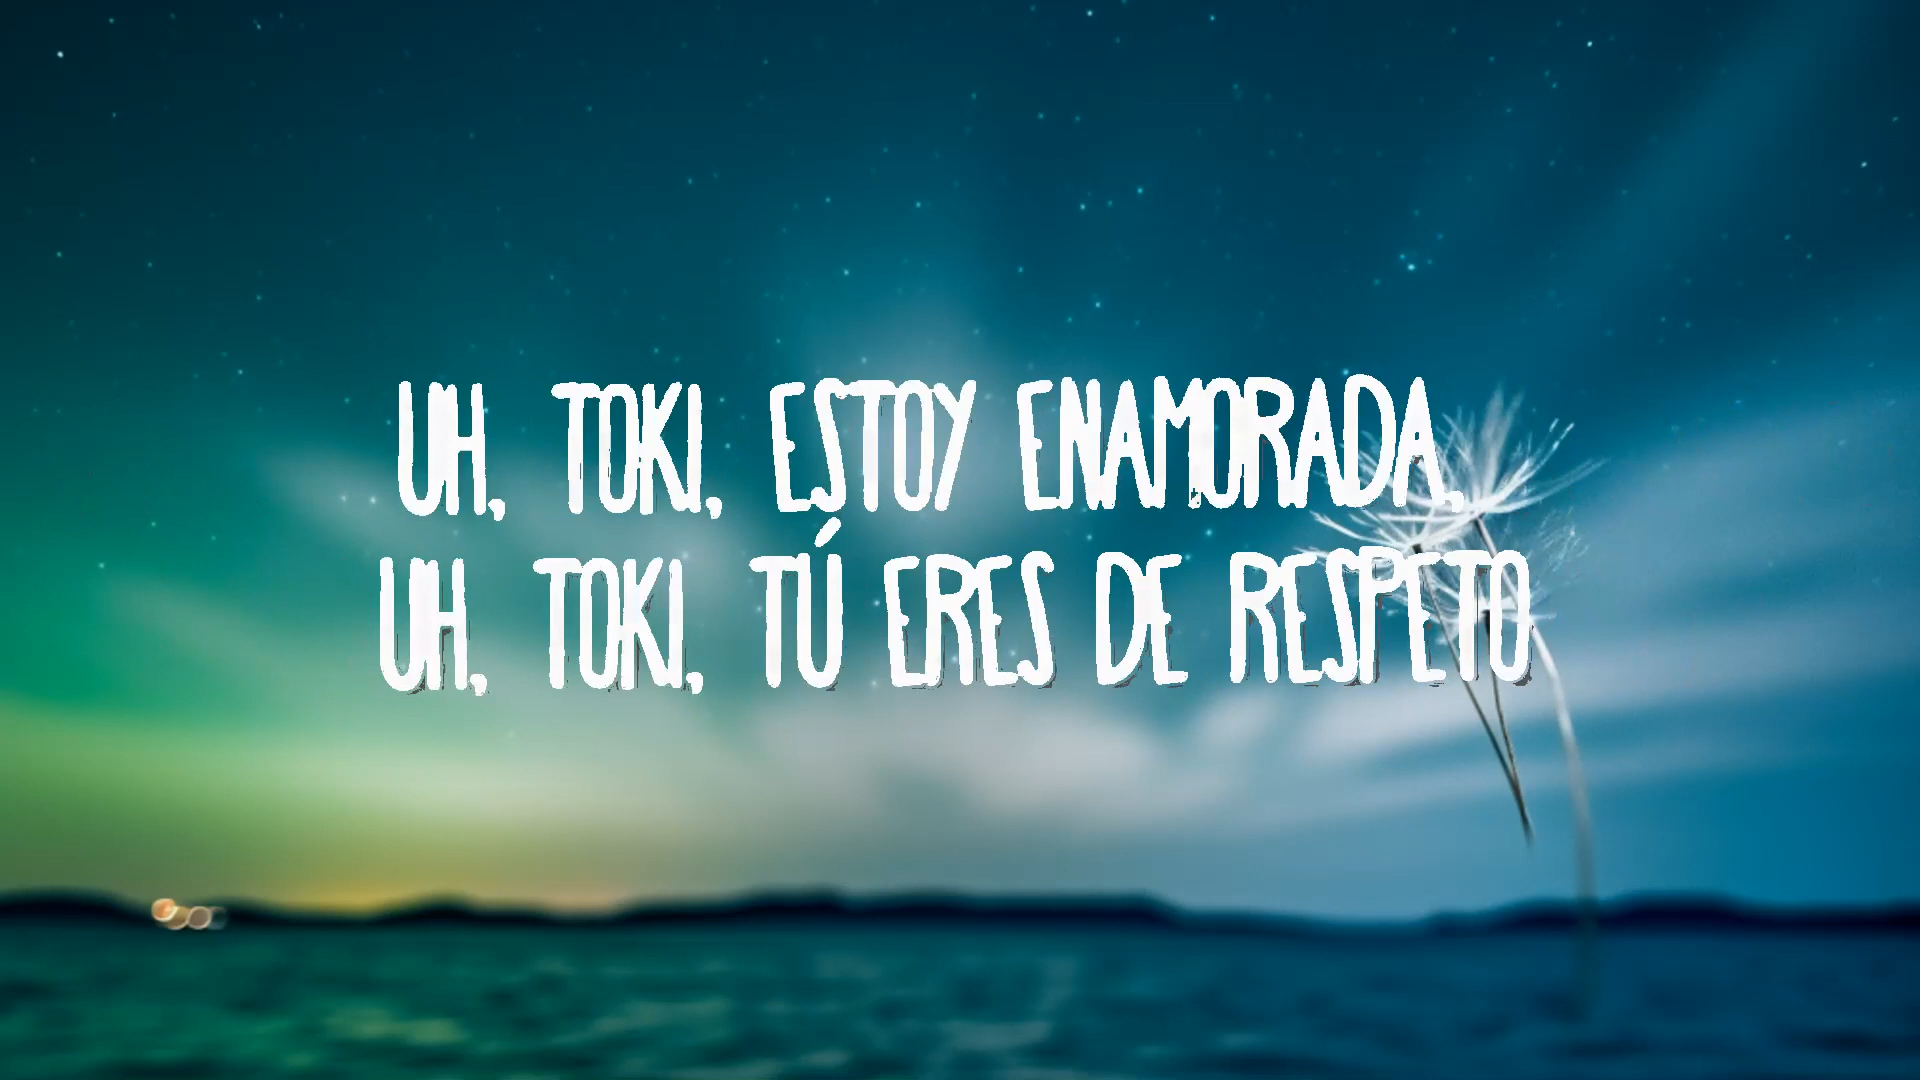 UH, TOKI, ESTOY ENAMORADA,
UH, TOKI, TÚ ERES DE RESPETO